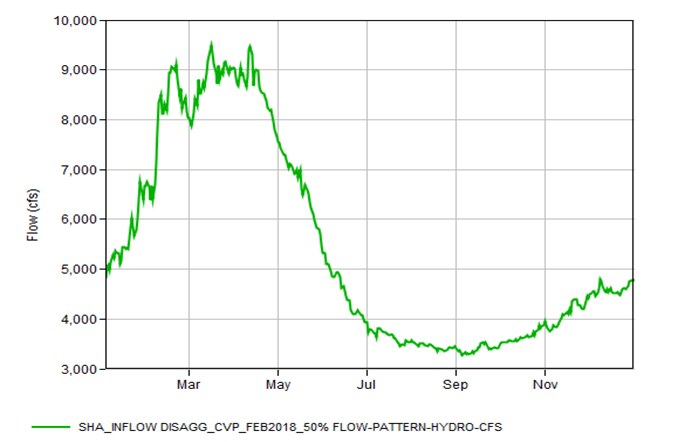 10,000
9,000
8,000
7,000
6,000
5,000
4,000
3,000
Flow (cfs)
Mar May Jul Sep Nov
SHA_INFLOW DISAGG_CVP_FEB2018_50% FLOW-PATTERN-HYDRO-CFS